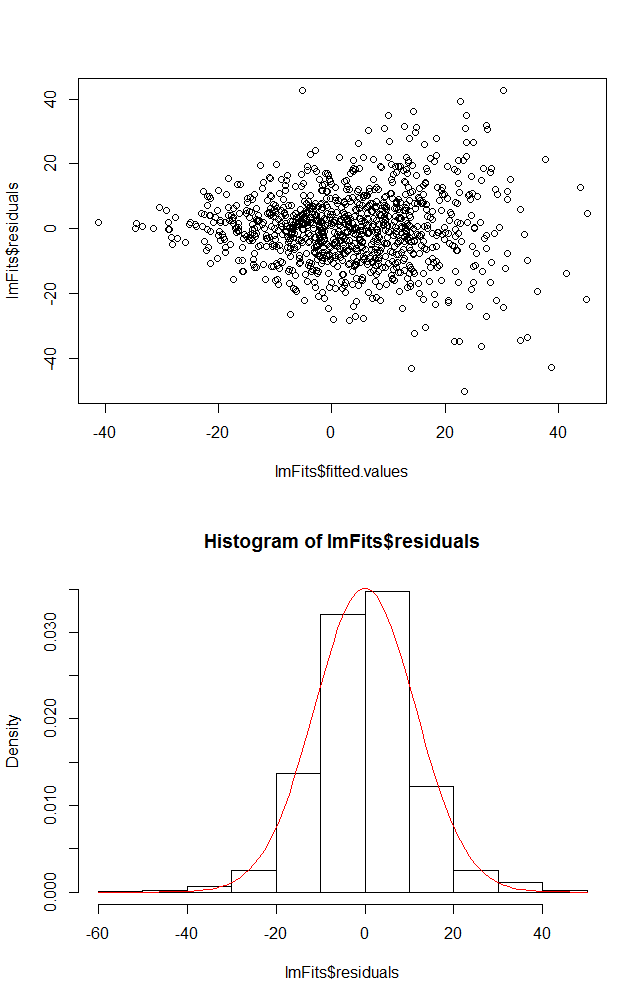 40
20
0
-20
-40
lmFits$residuals
-40 -20 0 20 40
lmFits$fitted.values
Histogram of lmFits$residuals
0.030
0.020
0.010
0.000
Density
-60 -40 -20 0 20 40
lmFits$residuals